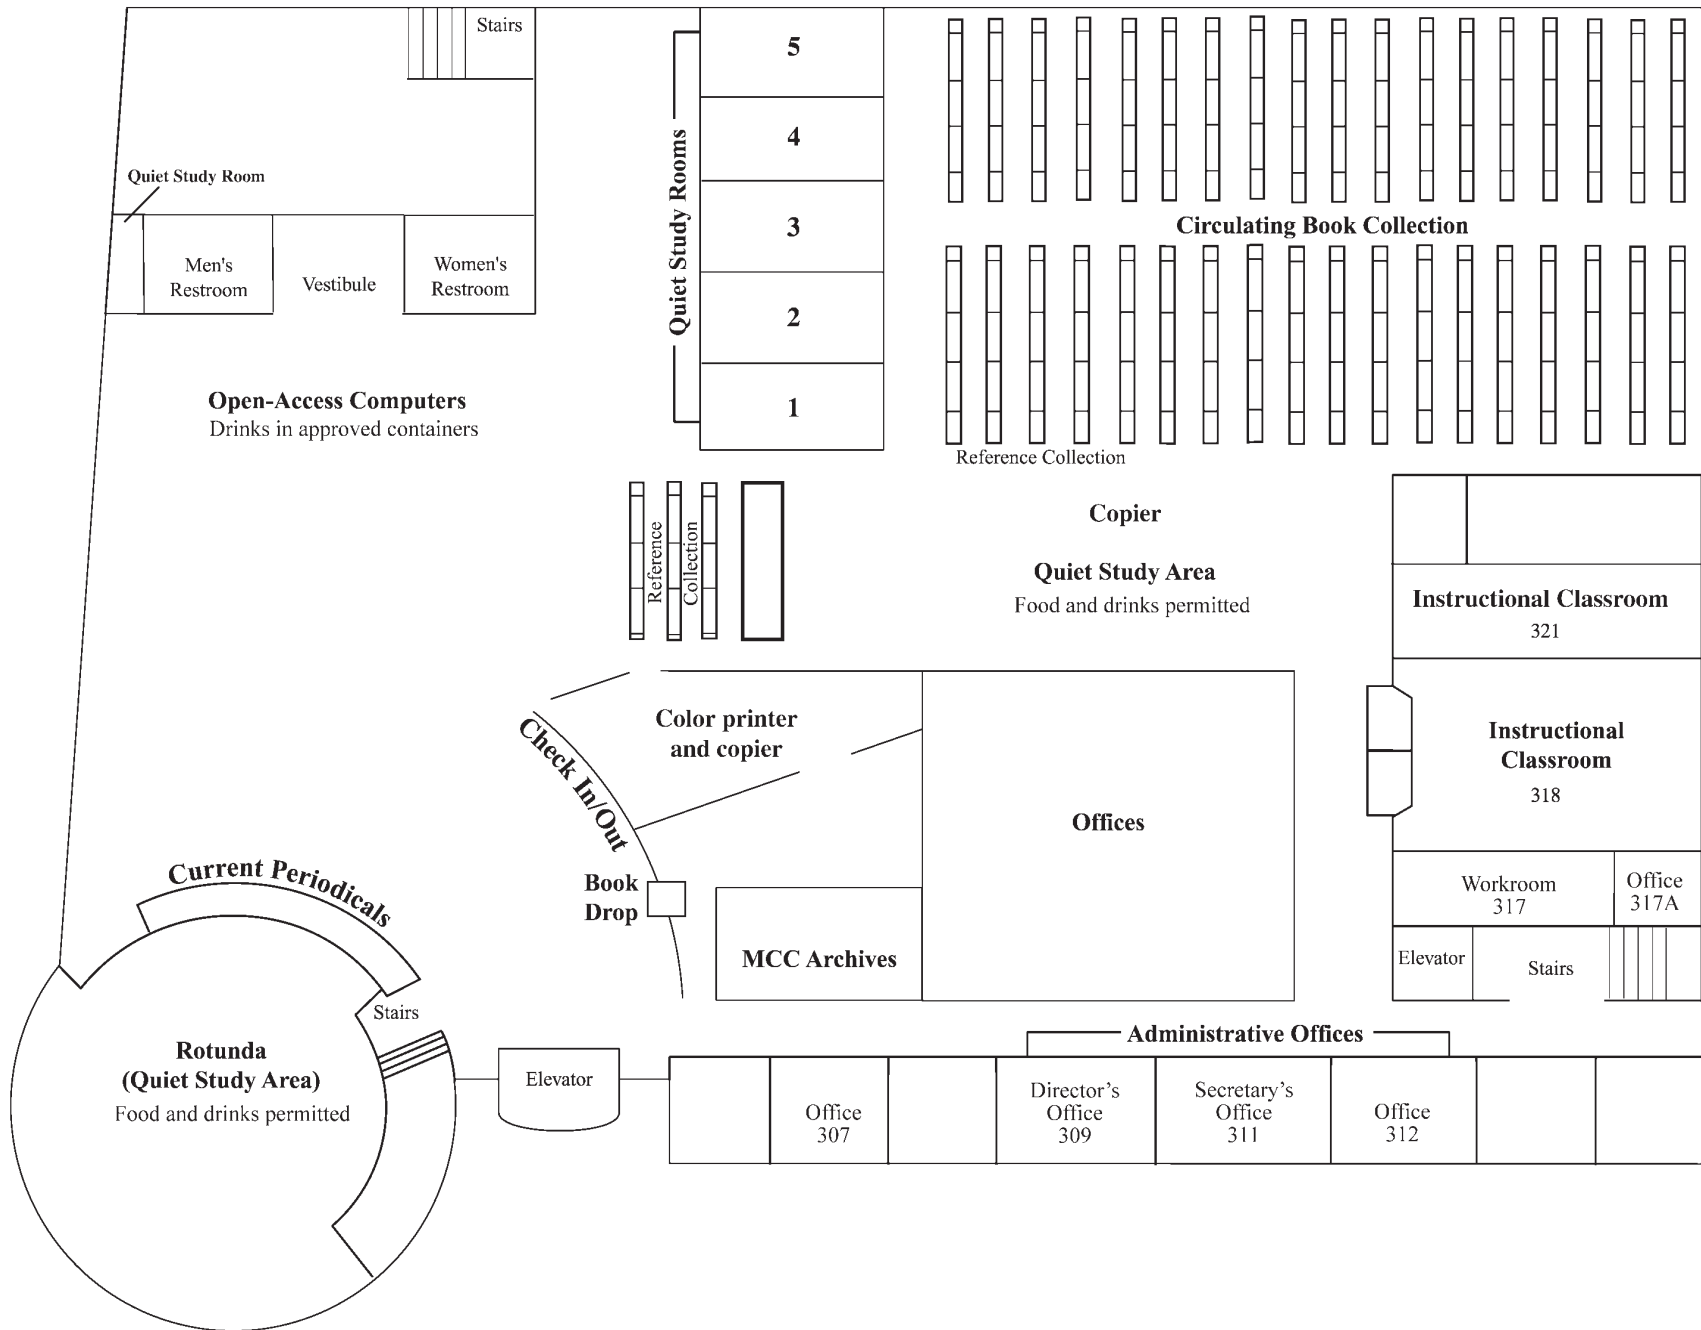 Stairs
5
4
3
2
1
Quiet Study Rooms
Quiet Study Room
Men's
Restroom
Vestibule
Women's
Restroom
Circulating Book Collection
Open-Access Computers
Drinks in approved containers
Reference Collection
Reference
Collection
Copier
Quiet Study Area
Food and drinks permitted
Instructional Classroom
321
Color printer
and copier
Check In/Out
Instructional
Classroom
318
Offices
Current Periodicals
Book
Drop
Workroom
317
Office
317A
MCC Archives
Elevator
Stairs
Stairs
Rotunda
(Quiet Study Area)
Food and drinks permitted
Elevator
Administrative Offices
Office
307
Director’s
Office
309
Secretary’s
Office
311
Office
312